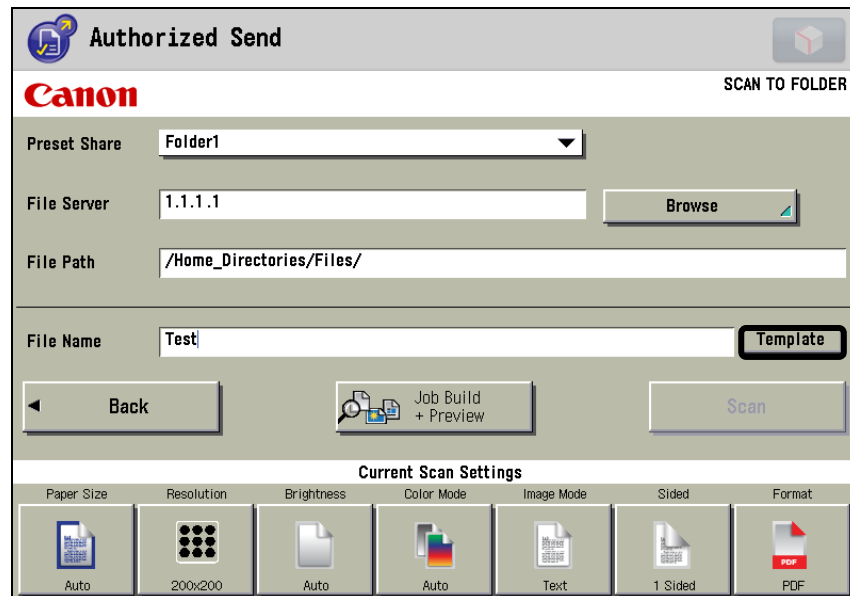 Authorized Send
Canon
SCAN TO FOLDER
Preset Share
Folder1
File Server
1.1.1.1
Browse
File Path
/Home_Directories/Files/
File Name
Test
Template
Back
Job Build
+ Preview
Scan
Current Scan Settings
Paper Size Resolution Brightness Color Mode Image Mode Sided Format
PDF
Auto 200x200 Auto Auto Text 1 Sided PDF